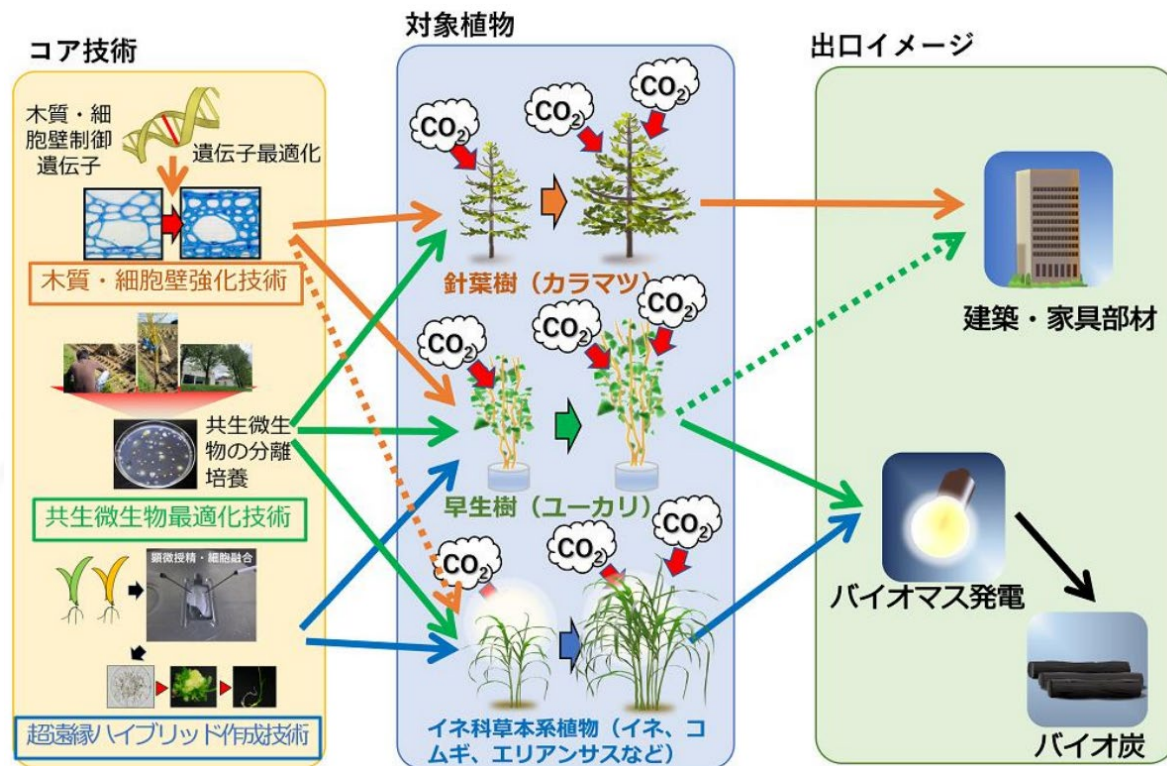 コア技術
木質・細
胞壁制御
遺伝子
遺伝子最適化
木質・細胞壁強化技術
共生微生
物の分離
培養
共生微生物最適化技術
顕微授精・細胞融合
超遠縁ハイブリッド作成技術
対象植物
CO₂
CO₂
CO₂
針葉樹（カラマツ）
CO₂
CO₂
CO₂
早生樹（ユーカリ）
CO₂
CO₂
CO₂
イネ科草本系植物（イネ、コ
ムギ、エリアンサスなど）
出口イメージ
建築・家具部材
バイオマス発電
バイオ炭